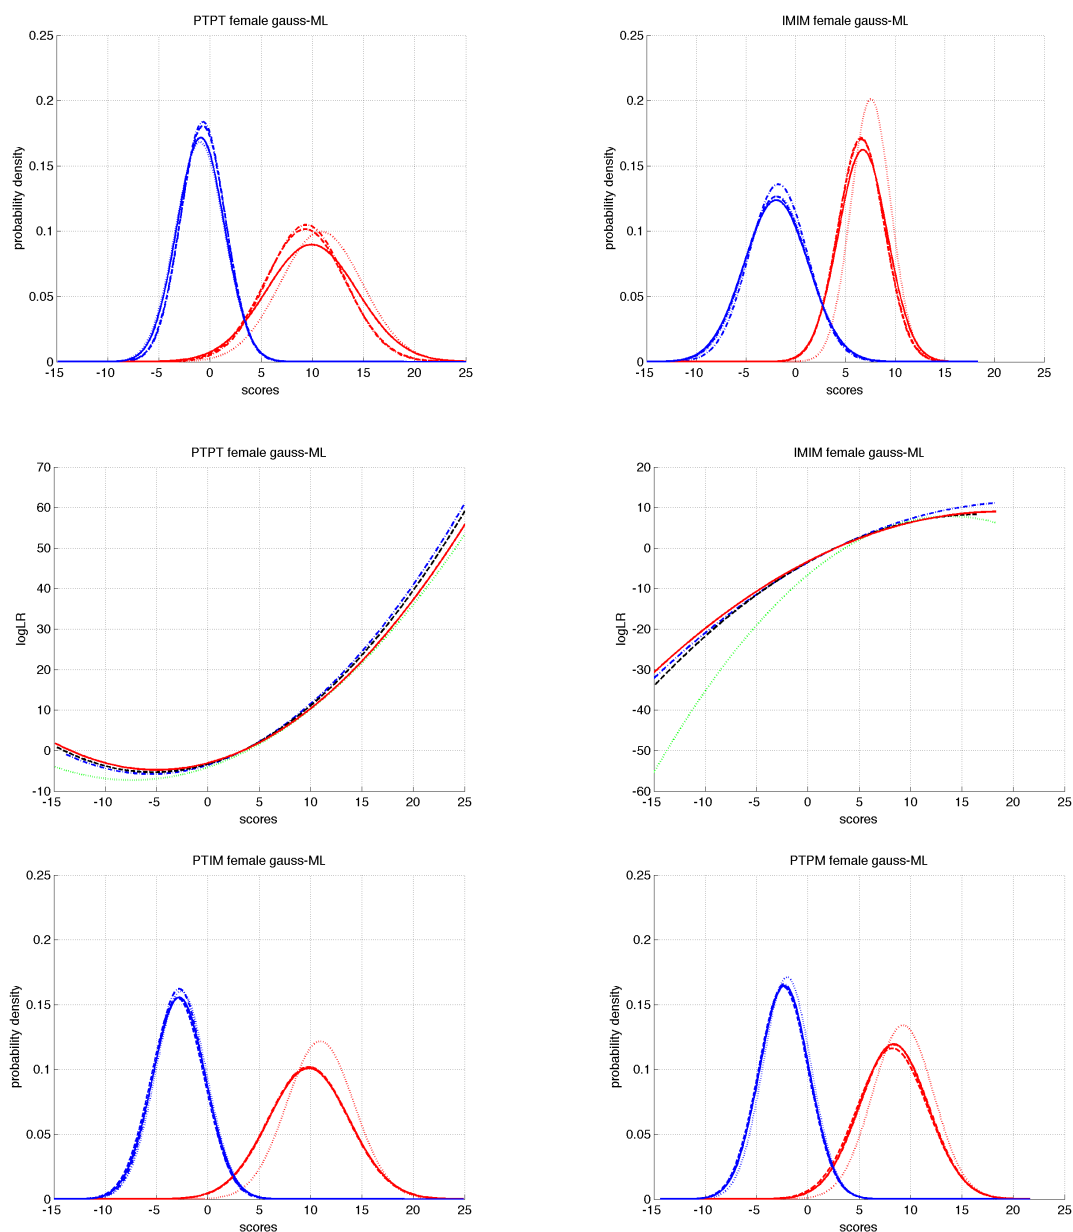 PTPT female gauss-ML
0.25
0.2
0.15
0.1
0.05
0
probability density
-15 -10 -5 0 5 10 15 20 25
scores
IMIM female gauss-ML
0.25
0.2
0.15
0.1
0.05
0
probability density
-15 -10 -5 0 5 10 15 20 25
scores
PTPT female gauss-ML
70
60
50
40
30
20
10
0
-10
logLR
-15 -10 -5 0 5 10 15 20 25
scores
IMIM female gauss-ML
20
10
0
-10
-20
-30
-40
-50
-60
logLR
-15 -10 -5 0 5 10 15 20 25
scores
PTIM female gauss-ML
0.25
0.2
0.15
0.1
0.05
0
probability density
-15 -10 -5 0 5 10 15 20 25
scores
PTPM female gauss-ML
0.25
0.2
0.15
0.1
0.05
0
probability density
-15 -10 -5 0 5 10 15 20 25
scores